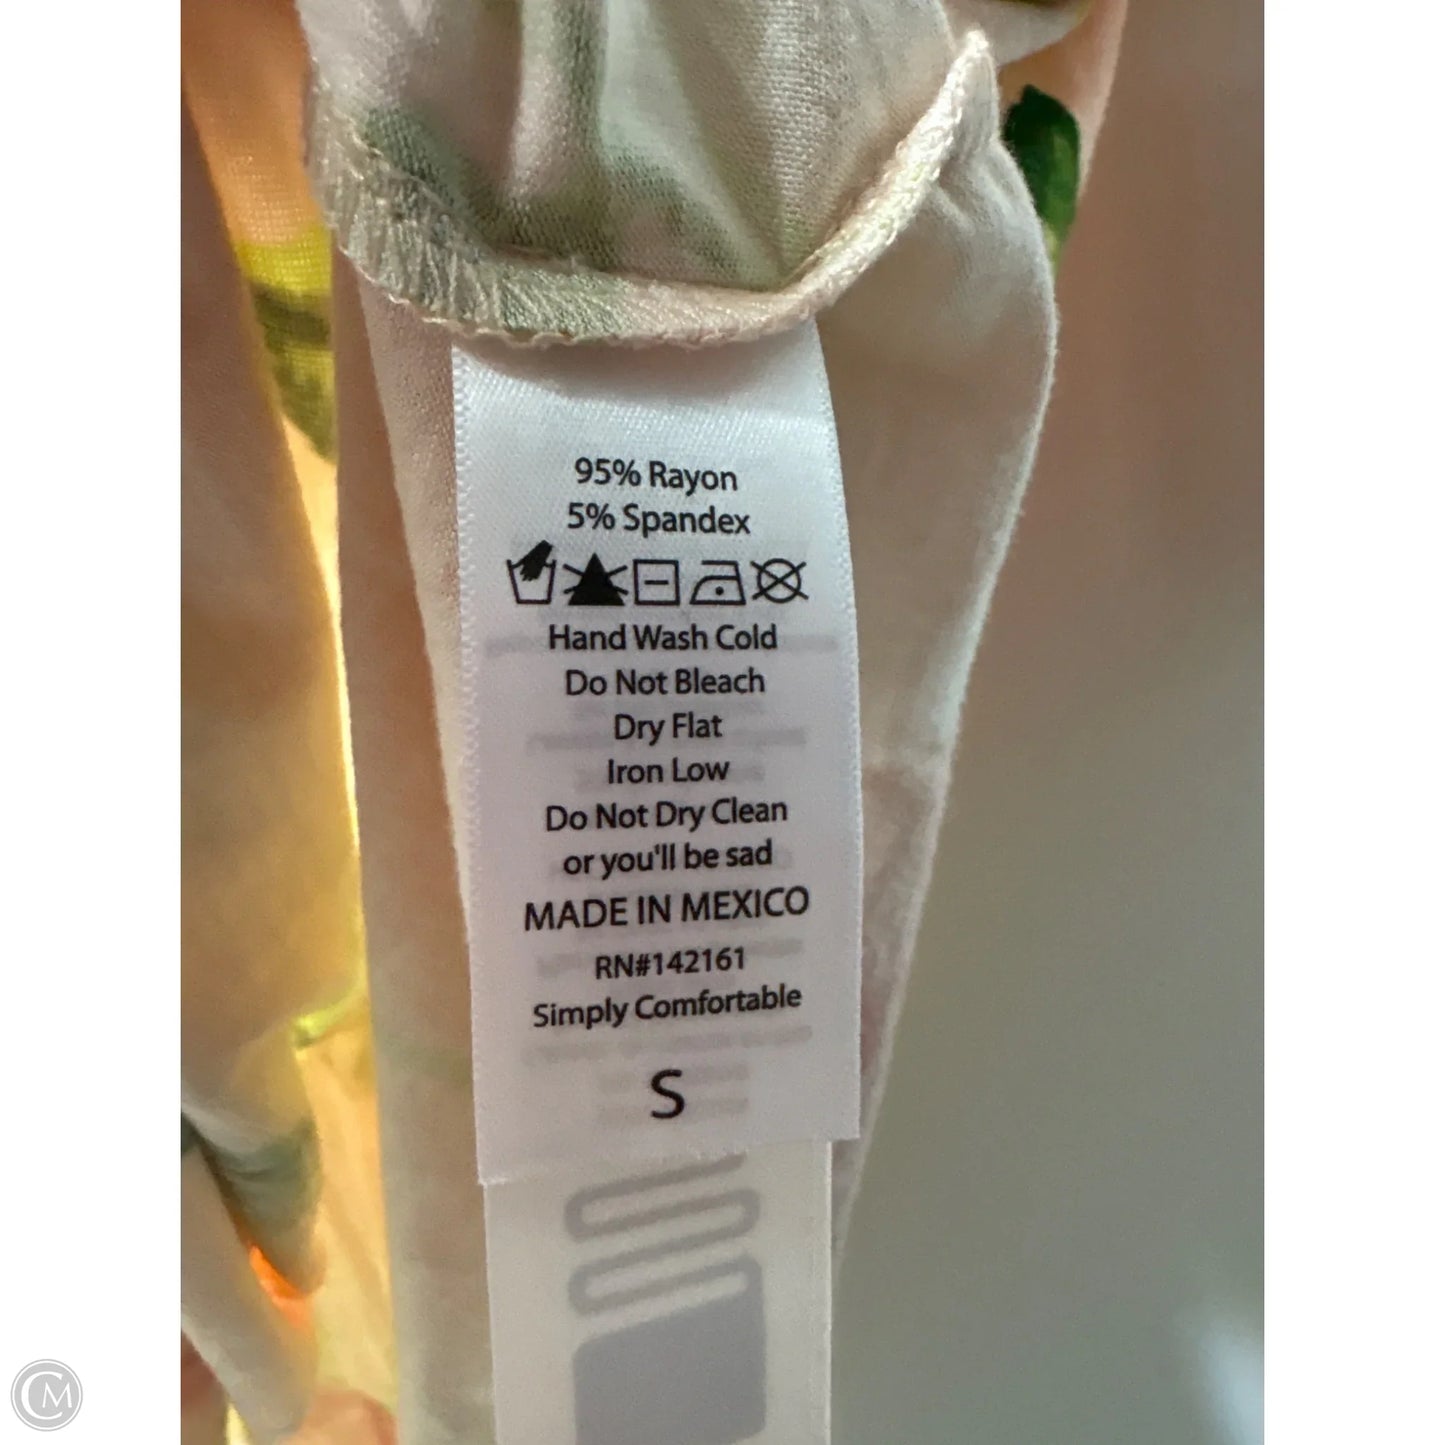 95% Rayon
5% Spandex
Hand Wash Cold
Do Not Bleach
Dry Flat
Iron Low
Do Not Dry Clean
or you'll be sad
MADE IN MEXICO
RN#142161
Simply Comfortable
S
CM